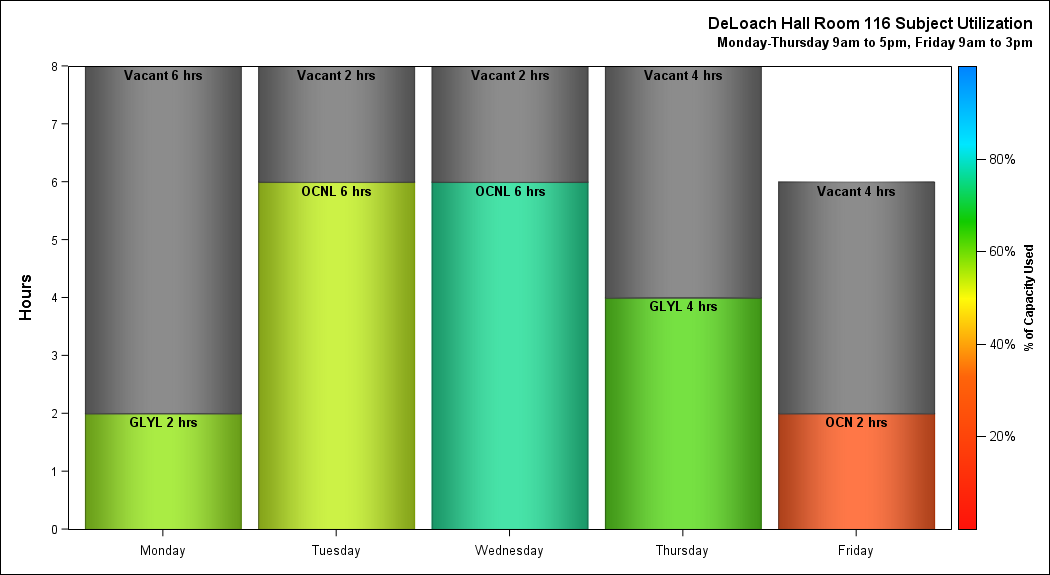 DeLoach Hall Room 116 Subject Utilization
Monday-Thursday 9am to 5pm, Friday 9am to 3pm
Hours
8
7
6
5
4
3
2
1
0
Vacant 6 hrs
GLYL 2 hrs
Vacant 2 hrs
OCNL 6 hrs
Vacant 2 hrs
OCNL 6 hrs
Vacant 4 hrs
GLYL 4 hrs
Vacant 4 hrs
OCN 2 hrs
Monday
Tuesday
Wednesday
Thursday
Friday
80%
60%
40%
20%
% of Capacity Used